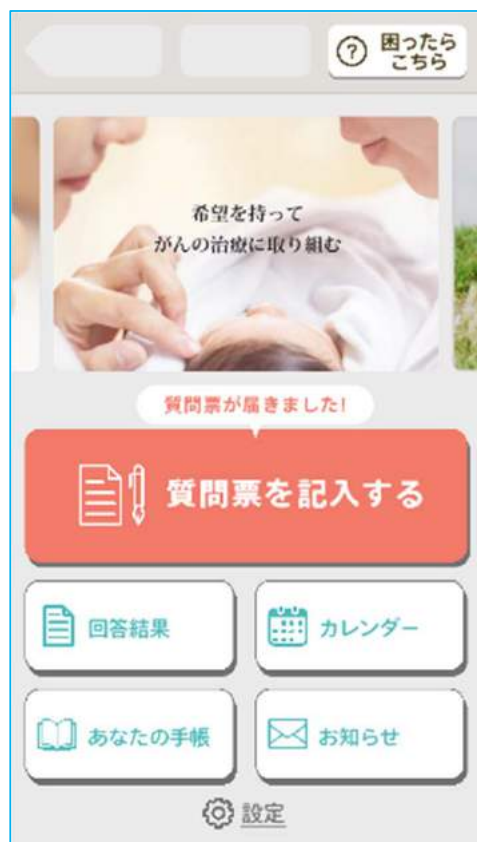 困ったら
こちら
希望を持って
がんの治療に取り組む
質問票が届きました!
質問票を記入する
回答結果
カレンダー
あなたの手帳
お知らせ
設定